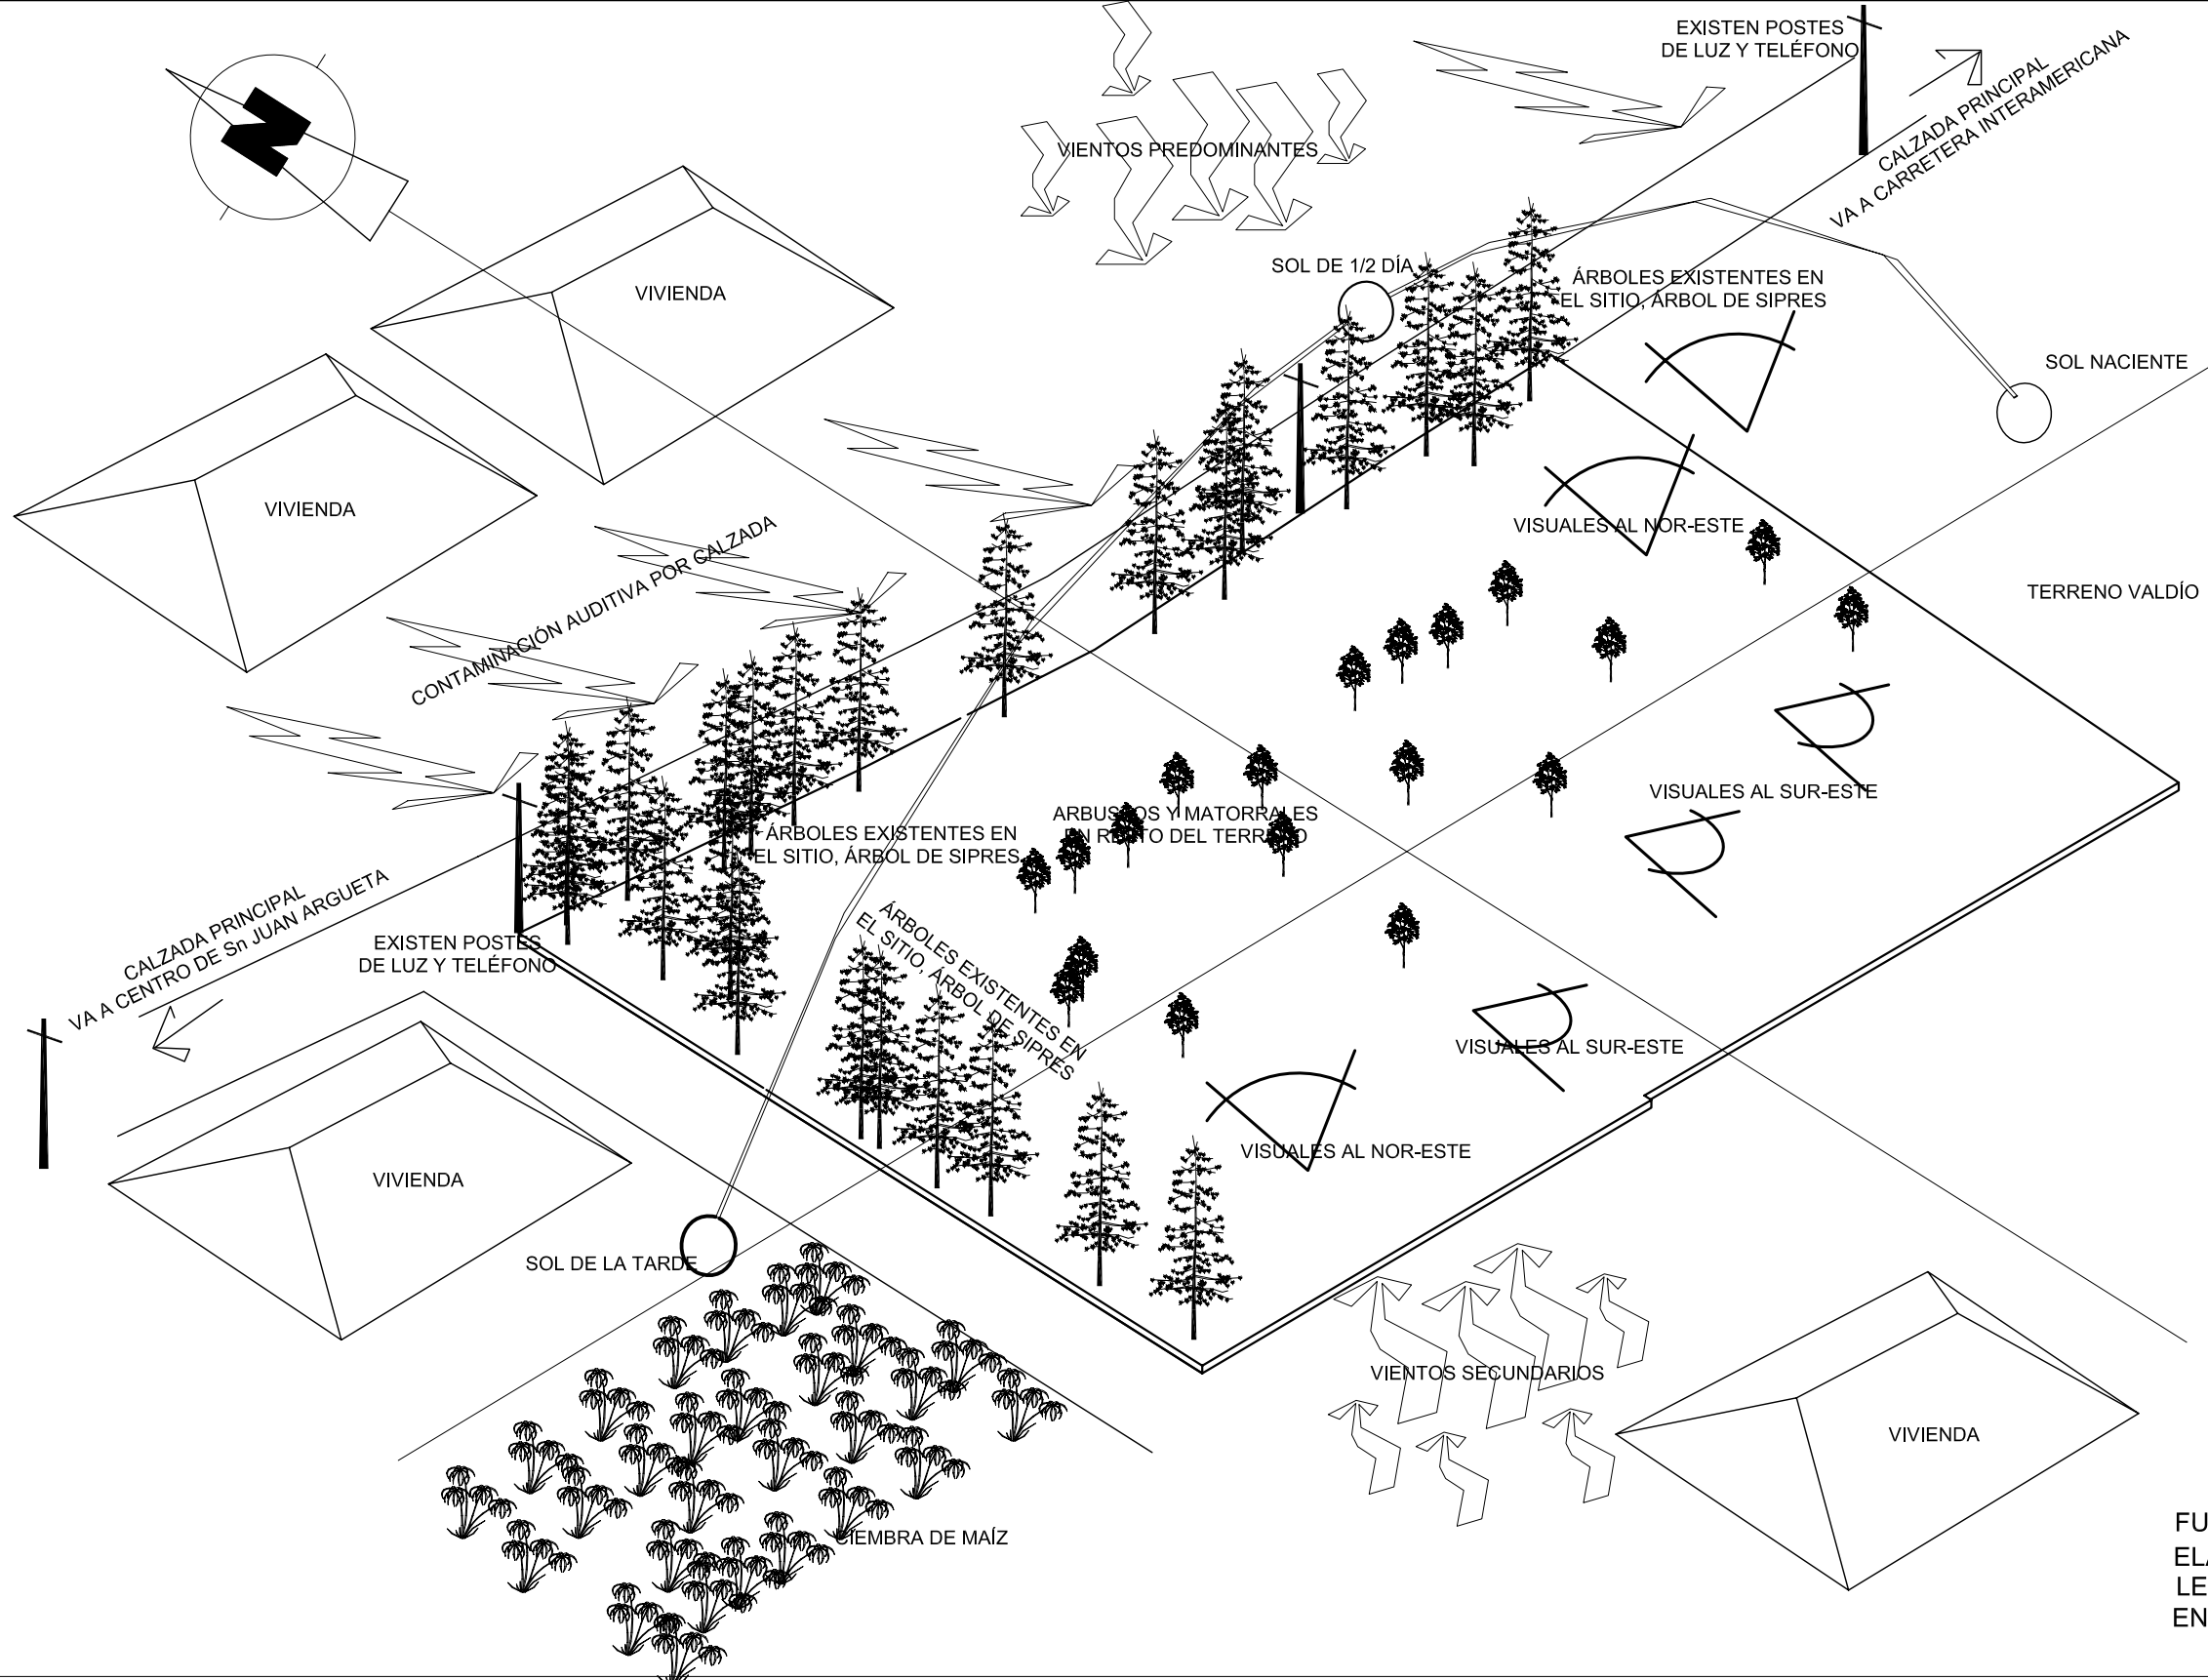 EXISTEN POSTES
DE LUZ Y TELÉFONO
CALZADA PRINCIPAL
VA A CARRETERA INTERAMERICANA
N
VIENTOS PREDOMINANTES
SOL DE 1/2 DÍA
ÁRBOLES EXISTENTES EN
EL SITIO, ÁRBOL DE SIPRES
VIVIENDA
SOL NACIENTE
VIVIENDA
VISUALES AL NOR-ESTE
CONTAMINACIÓN AUDITIVA POR CALZADA
TERRENO VALDÍO
VISUALES AL SUR-ESTE
ARBUSTOS Y MATORRALES
EN RESTO DEL TERRENO
ÁRBOLES EXISTENTES EN
EL SITIO, ÁRBOL DE SIPRES
CALZADA PRINCIPAL
VA A CENTRO DE Sn JUAN ARGUETA
EXISTEN POSTES
DE LUZ Y TELÉFONO
ÁRBOLES EXISTENTES EN
EL SITIO, ÁRBOL DE SIPRES
VISUALES AL SUR-ESTE
VISUALES AL NOR-ESTE
VIVIENDA
SOL DE LA TARDE
VIENTOS SECUNDARIOS
VIVIENDA
CIEMBRA DE MAÍZ
FU
ELA
LE
EN